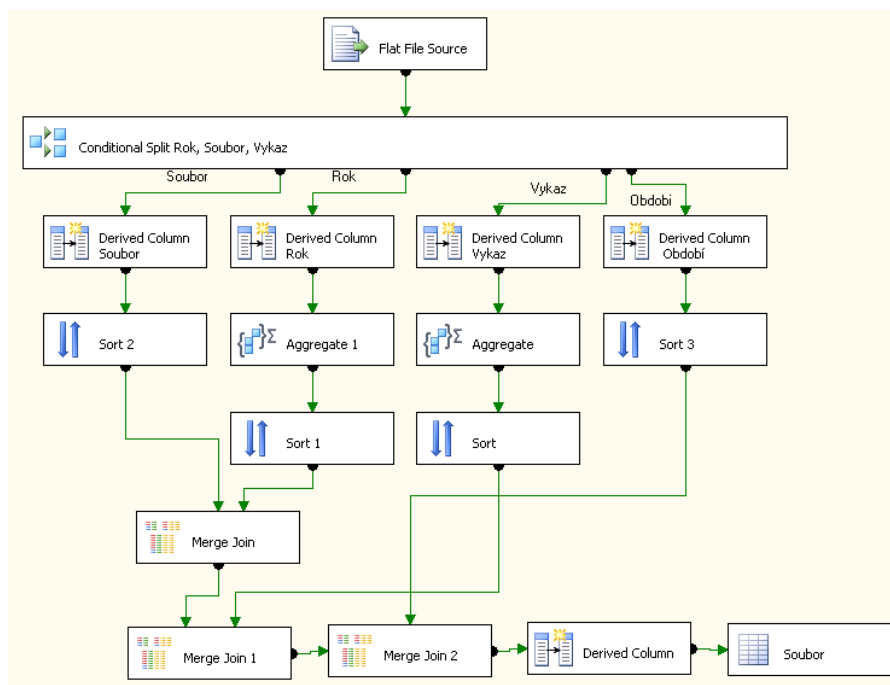 Flat File Source
Conditional Split Rok, Soubor, Vykaz
Soubor
Rok
Vykaz
Obdobi
Derived Column
Soubor
Derived Column
Rok
Derived Column
Vykaz
Derived Column
Období
Sort 2
Aggregate 1
Aggregate
Sort 3
Sort 1
Sort
Merge Join
Merge Join 1
Merge Join 2
Derived Column
Soubor